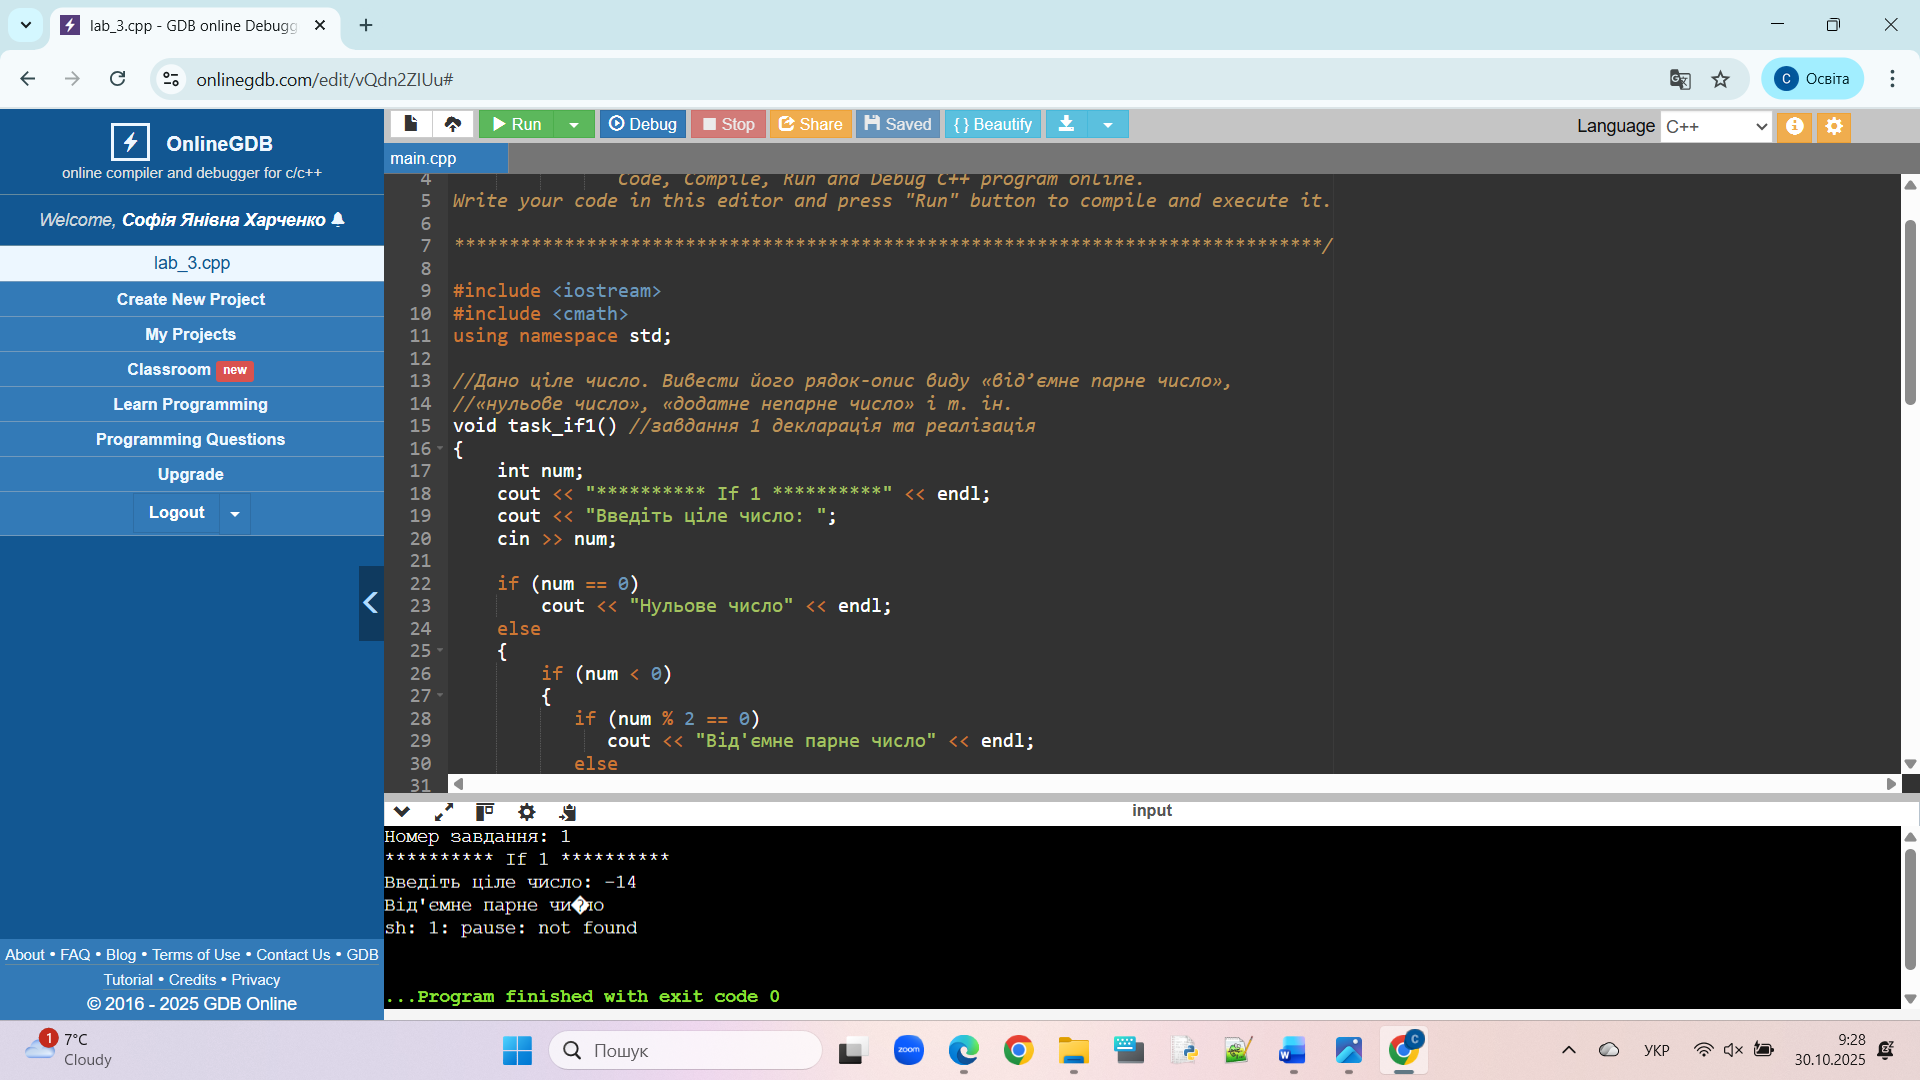 lab_3.cpp - GDB online Debugg
onlinegdb.com/edit/vQdn2ZIUu#
C Освіта
OnlineGDB
online compiler and debugger for c/c++
Welcome, Софія Янівна Харченко
lab_3.cpp
Create New Project
My Projects
Classroom new
Learn Programming
Programming Questions
Upgrade
Logout
About • FAQ • Blog • Terms of Use • Contact Us • GDB
Tutorial • Credits • Privacy
© 2016 - 2025 GDB Online
Run
Debug
Stop
Share
Saved
{ } Beautify
Language C++
main.cpp
4 Code, Compile, Run and Debug C++ program online.
5 Write your code in this editor and press "Run" button to compile and execute it.
6
7 *******************************************************************************/
8
9 #include <iostream>
10 #include <cmath>
11 using namespace std;
12
13 //Дано ціле число. Вивести його рядок-опис виду «від’ємне парне число»,
14 //«нульове число», «додатне непарне число» і т. ін.
15 void task_if1() //завдання 1 декларація та реалізація
16 {
17 int num;
18 cout << "********** If 1 **********" << endl;
19 cout << "Введіть ціле число: ";
20 cin >> num;
21
22 if (num == 0)
23 cout << "Нульове число" << endl;
24 else
25 {
26 if (num < 0)
27 {
28 if (num % 2 == 0)
29 cout << "Від'ємне парне число" << endl;
30 else
31
input
Номер завдання: 1
********** If 1 **********
Введіть ціле число: -14
Від'ємне парне чи�ло
sh: 1: pause: not found
...Program finished with exit code 0
1
7°C
Cloudy
Пошук
zoom
C
УКР
9:28
30.10.2025